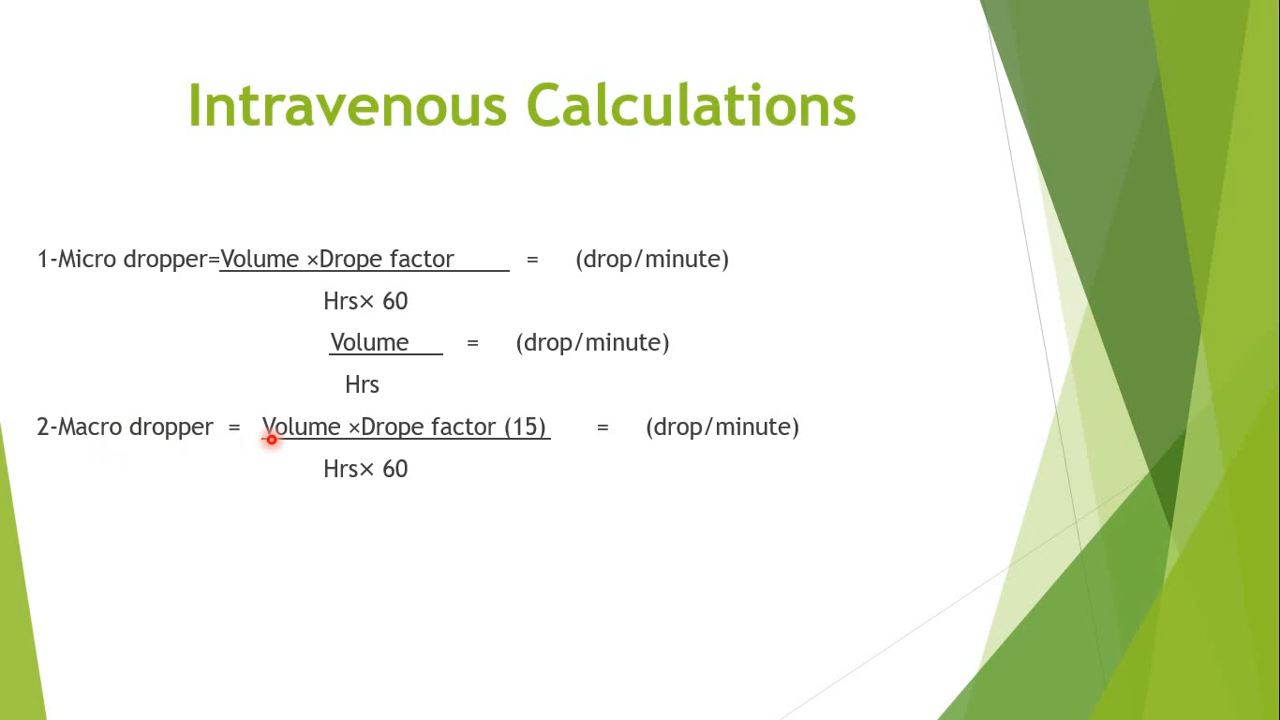 Intravenous Calculations
1-Micro dropper=Volume ×Drope factor = (drop/minute)
Hrs× 60
Volume = (drop/minute)
Hrs
2-Macro dropper = Volume ×Drope factor (15) = (drop/minute)
Hrs× 60